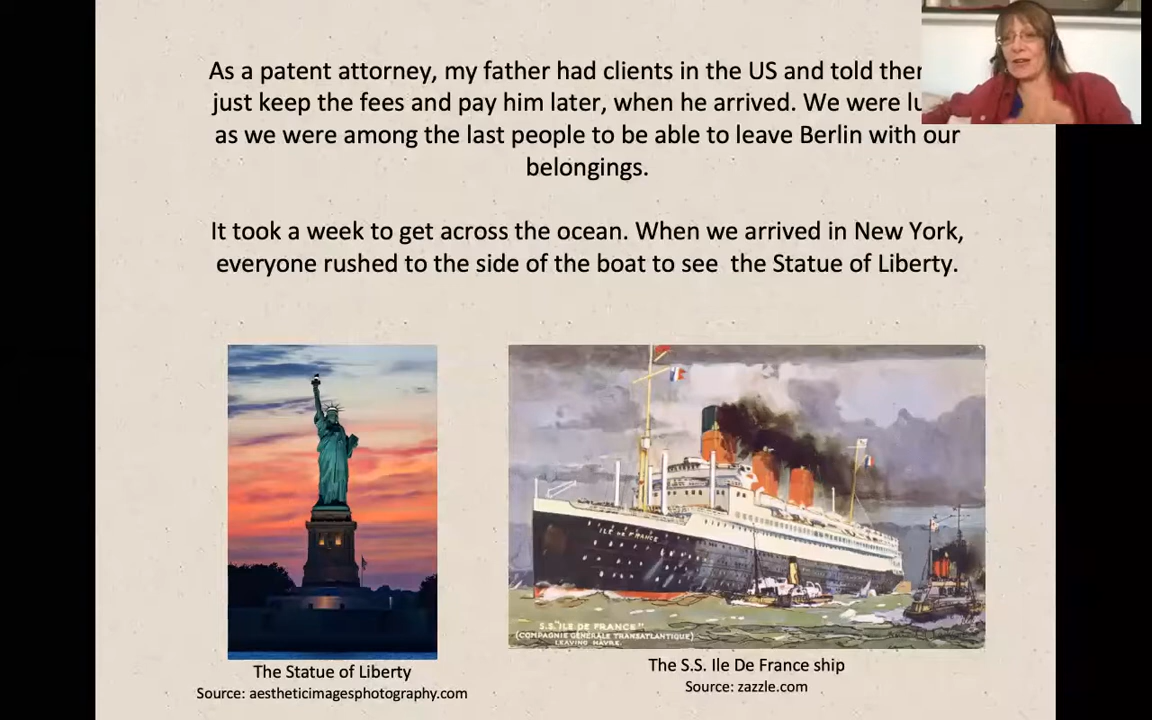 As a patent attorney, my father had clients in the US and told
just keep the fees and pay him later, when he arrived. We were
as we were among the last people to be able to leave Berlin with our
belongings.
It took a week to get across the ocean. When we arrived in New York,
everyone rushed to the side of the boat to see the Statue of Liberty.
ILE DE FRANCE
S.S. "ILE DE FRANCE"
(COMPAGNIE GÉNÉRALE TRANSATLANTIQUE)
LEAVING HAVRE.
The Statue of Liberty
Source: aestheticimagesphotography.com
The S.S. Ile De France ship
Source: zazzle.com